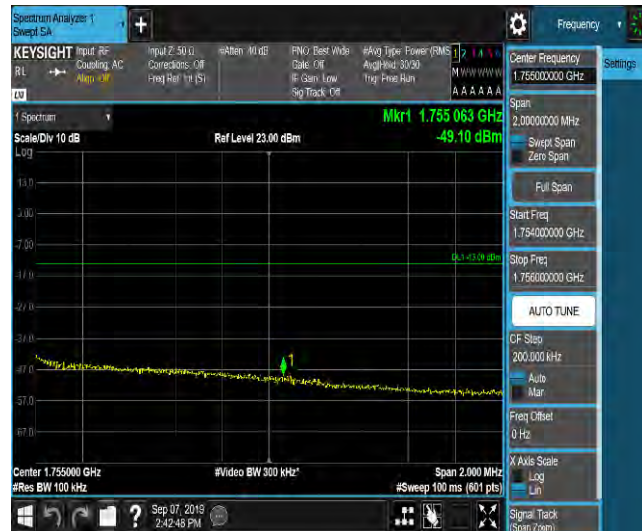 Spectrum Analyzer 1
Swept SA
+
Frequency
KEYSIGHT
RL
Input: RF
Coupling: AC
Align: Off
Input Z: 50 Ω
Corrections: Off
Freq Ref: Int (S)
#Atten: 40 dB
PNO: Best Wide
Gate: Off
IF Gain: Low
Sig Track: Off
#Avg Type: Power (RMS
Avg|Hold: 30/30
Trig: Free Run
1 2 3 4 5 6
M W W W W W
A A A A A A
LXI
1 Spectrum
Scale/Div 10 dB
Log
Ref Level 23.00 dBm
Mkr1 1.755 063 GHz
-49.10 dBm
13.0
3.00
-7.00
DL1 -13.00 dBm
-17.0
-27.0
-37.0
-47.0
1
-57.0
-67.0
Center 1.755000 GHz
#Video BW 300 kHz*
Span 2.000 MHz
#Res BW 100 kHz
#Sweep 100 ms (601 pts)
Sep 07, 2019
2:42:48 PM
?
Center Frequency
1.755000000 GHz
Settings
Span
2.00000000 MHz
Swept Span
Zero Span
Full Span
Start Freq
1.754000000 GHz
Stop Freq
1.756000000 GHz
AUTO TUNE
CF Step
200.000 kHz
Auto
Man
Freq Offset
0 Hz
X Axis Scale
Log
Lin
Signal Track
(Span Zoom)